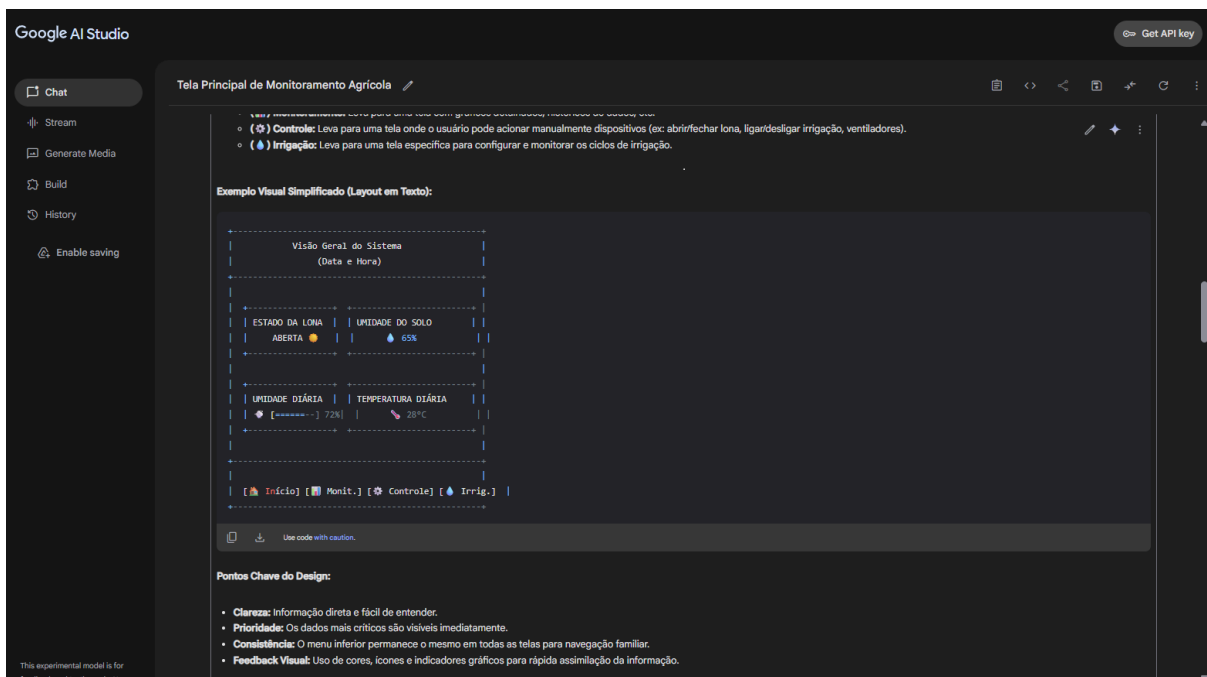 Google AI Studio
Get API key
Chat
Stream
Generate Media
Build
History
Enable saving
This experimental model is for
Tela Principal de Monitoramento Agrícola
(⚙️) Controle: Leva para uma tela onde o usuário pode acionar manualmente dispositivos (ex: abrir/fechar lona, ligar/desligar irrigação, ventiladores).
(💧) Irrigação: Leva para uma tela específica para configurar e monitorar os ciclos de irrigação.
Exemplo Visual Simplificado (Layout em Texto):
Visão Geral do Sistema
(Data e Hora)
| ESTADO DA LONA | | UMIDADE DO SOLO |
| ABERTA 🟡 | | 💧 65% |
| UMIDADE DIÁRIA | | TEMPERATURA DIÁRIA |
| [======--] 72%| | 🌡️ 28°C |
| [🏠 Início] [📊 Monit.] [⚙️ Controle] [💧 Irrig.] |
Use code with caution.
Pontos Chave do Design:
• Clareza: Informação direta e fácil de entender.
• Prioridade: Os dados mais críticos são visíveis imediatamente.
• Consistência: O menu inferior permanece o mesmo em todas as telas para navegação familiar.
• Feedback Visual: Uso de cores, ícones e indicadores gráficos para rápida assimilação da informação.